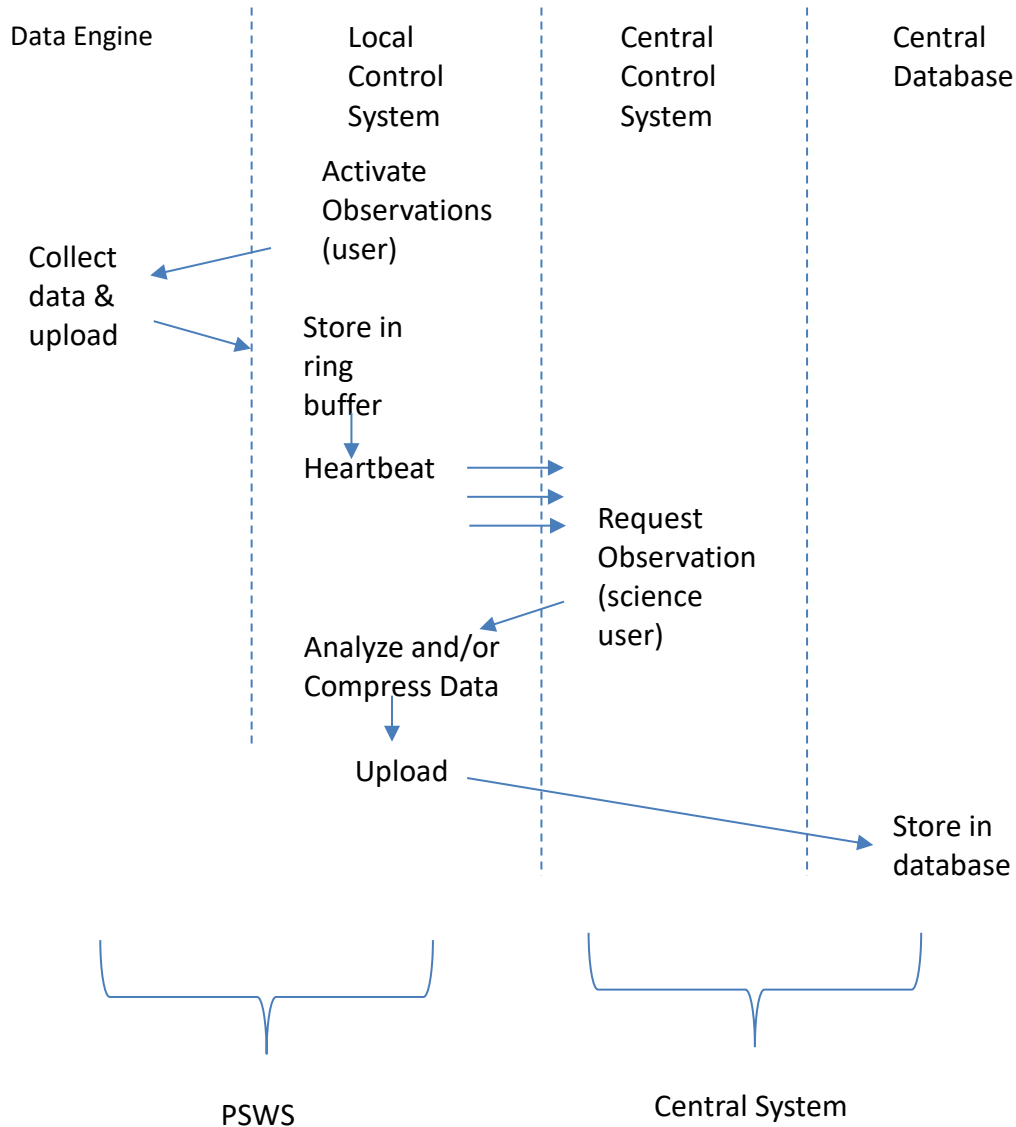 Data Engine
Local
Control
System
Central
Control
System
Central
Database
Activate
Observations
(user)
Collect
data &
upload
Store in
ring
buffer
Heartbeat
Request
Observation
(science
user)
Analyze and/or
Compress Data
Upload
Store in
database
PSWS
Central System